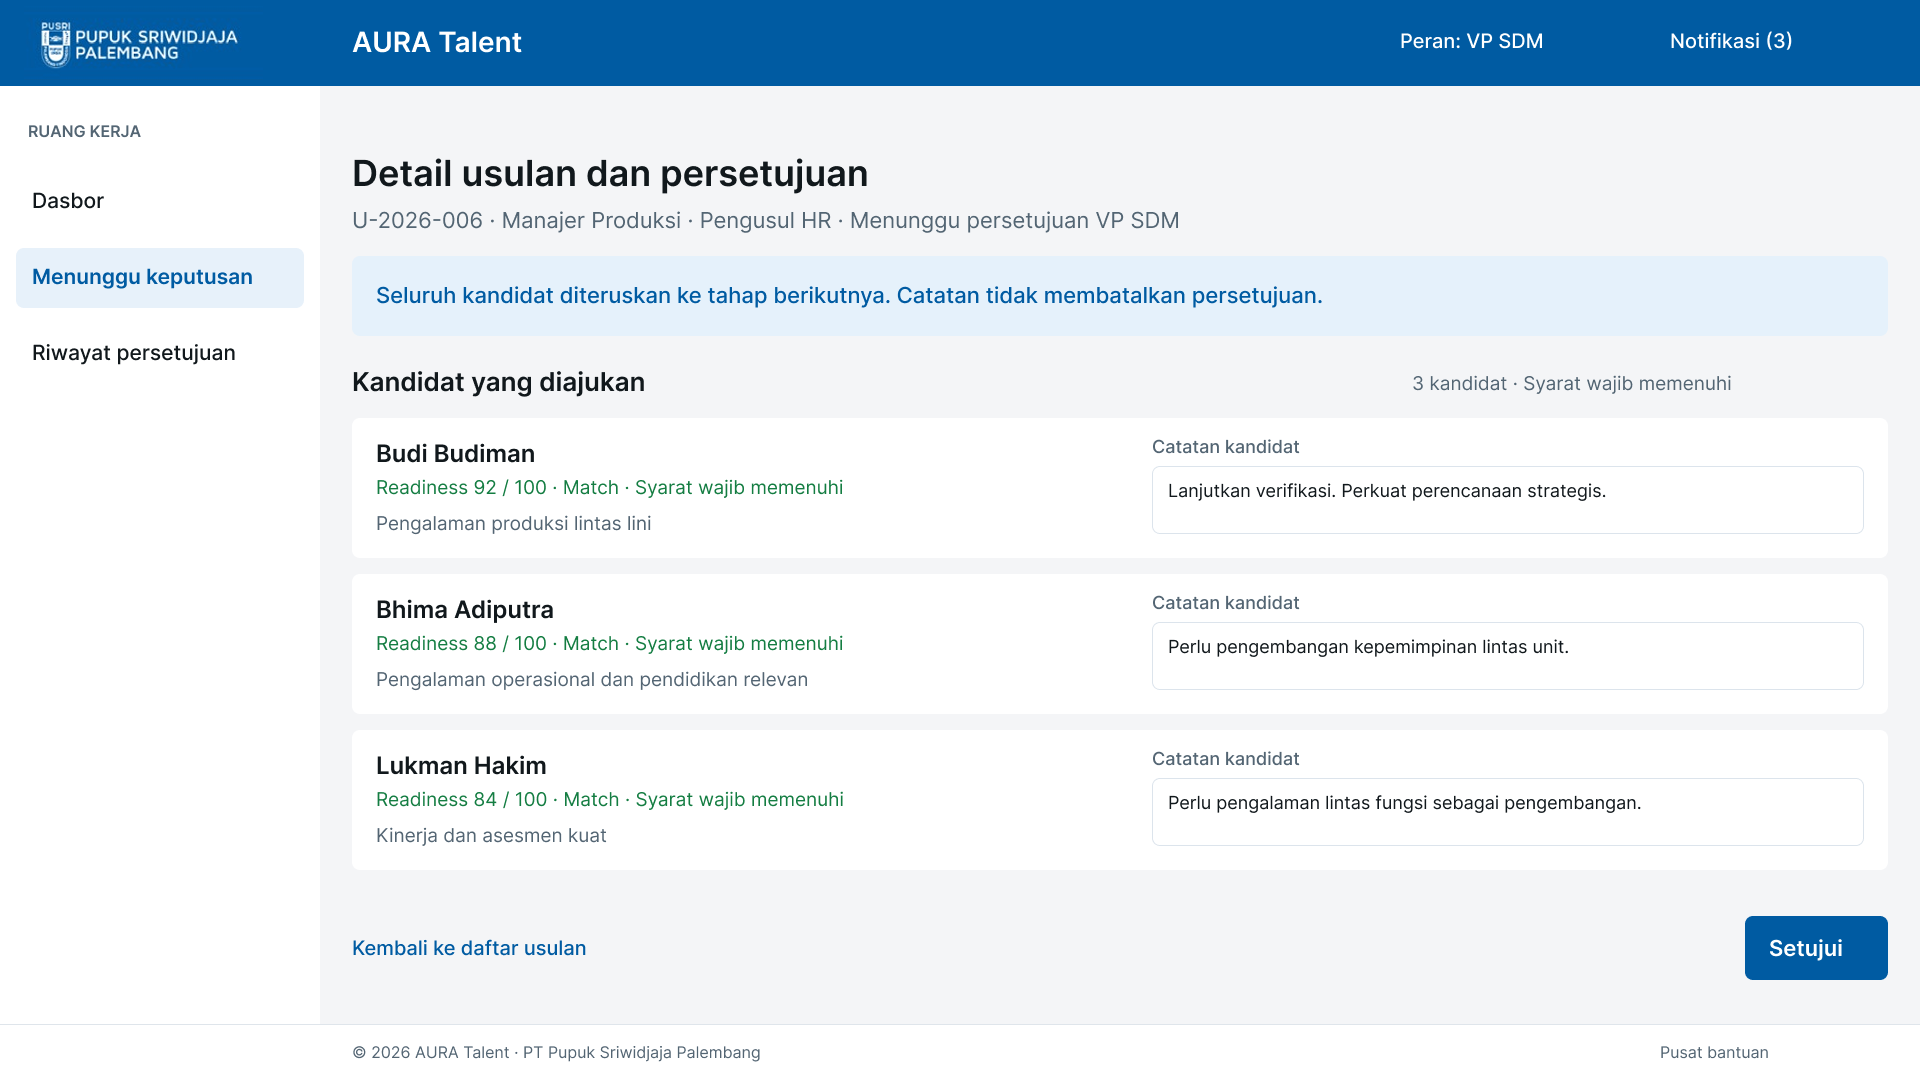 PUSRI
PUPUK SRIWIDJAJA
PALEMBANG
AURA Talent
Peran: VP SDM
Notifikasi (3)
RUANG KERJA
Dasbor
Menunggu keputusan
Riwayat persetujuan
Detail usulan dan persetujuan
U-2026-006 · Manajer Produksi · Pengusul HR · Menunggu persetujuan VP SDM
Seluruh kandidat diteruskan ke tahap berikutnya. Catatan tidak membatalkan persetujuan.
Kandidat yang diajukan
3 kandidat · Syarat wajib memenuhi
Budi Budiman
Readiness 92 / 100 · Match · Syarat wajib memenuhi
Pengalaman produksi lintas lini
Catatan kandidat
Lanjutkan verifikasi. Perkuat perencanaan strategis.
Bhima Adiputra
Readiness 88 / 100 · Match · Syarat wajib memenuhi
Pengalaman operasional dan pendidikan relevan
Catatan kandidat
Perlu pengembangan kepemimpinan lintas unit.
Lukman Hakim
Readiness 84 / 100 · Match · Syarat wajib memenuhi
Kinerja dan asesmen kuat
Catatan kandidat
Perlu pengalaman lintas fungsi sebagai pengembangan.
Kembali ke daftar usulan
Setujui
© 2026 AURA Talent · PT Pupuk Sriwidjaja Palembang
Pusat bantuan